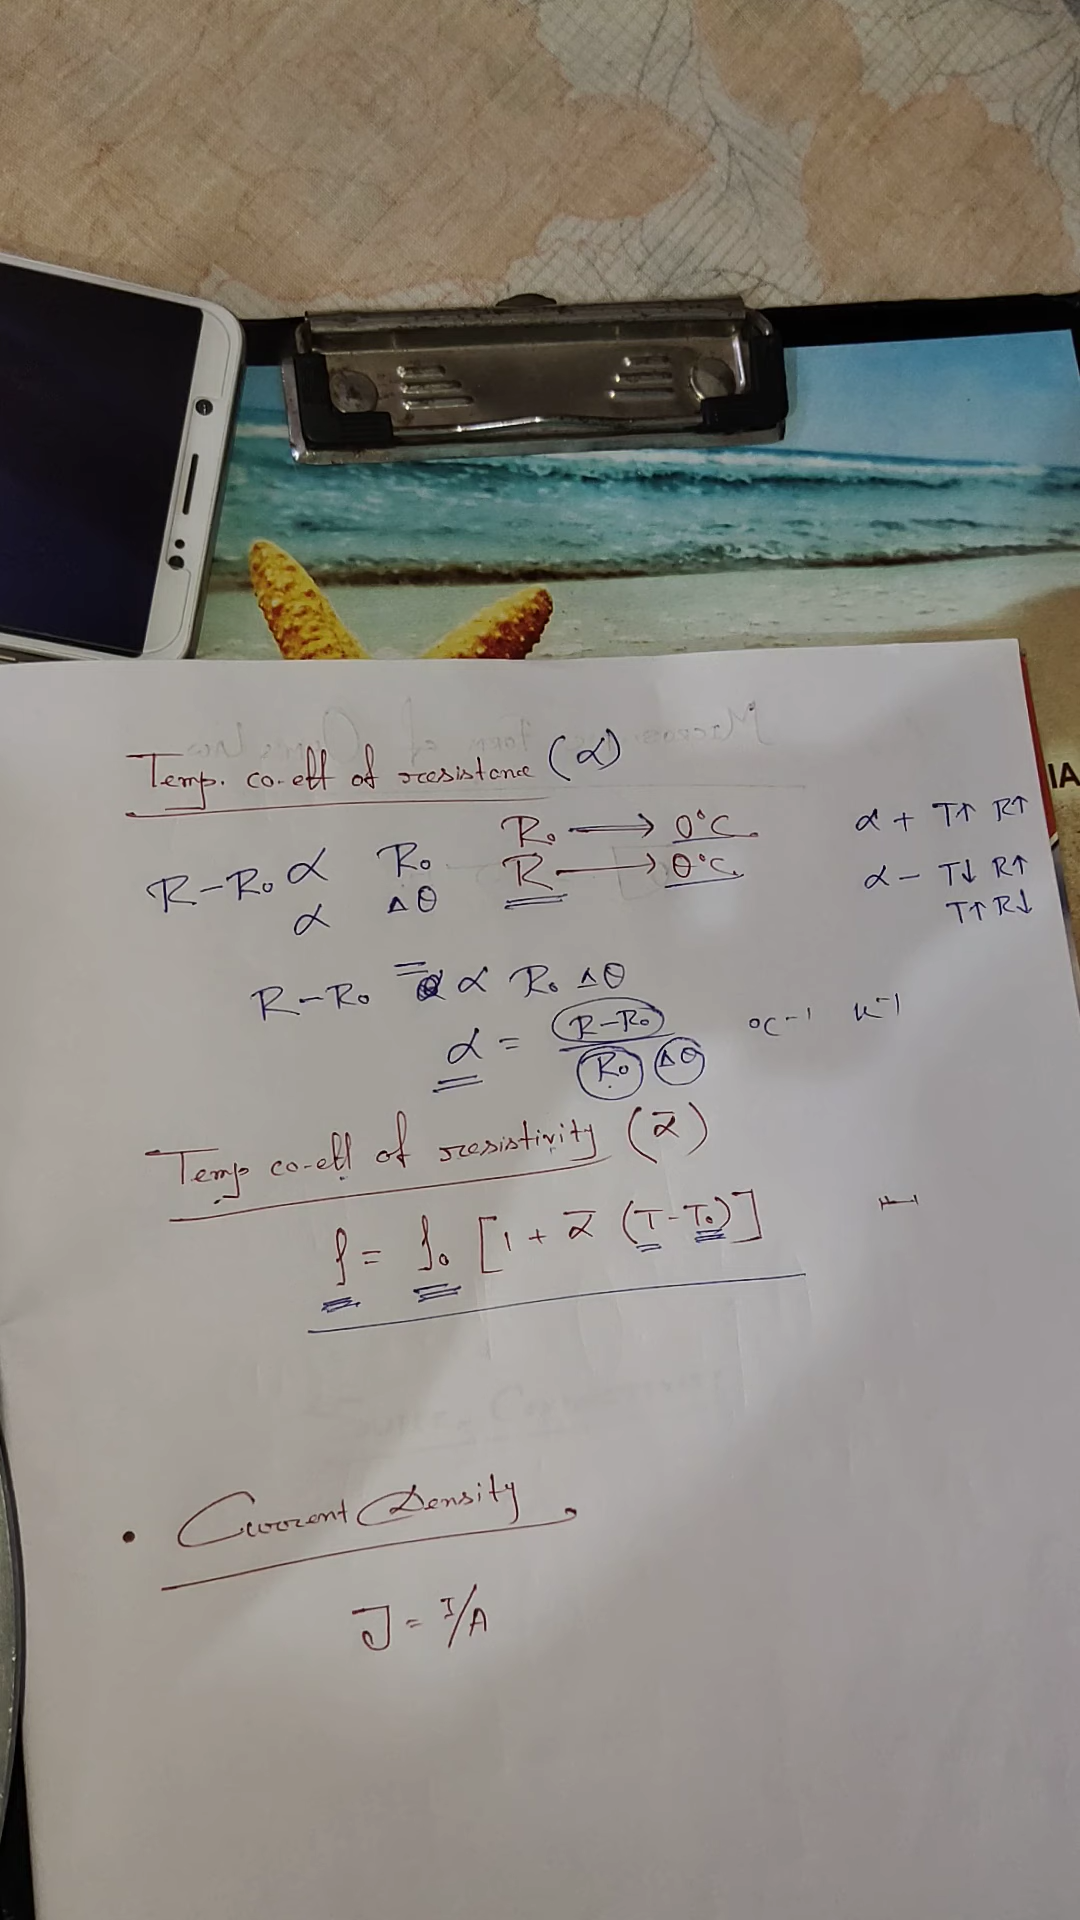 Temp. co-eff of resistance (α)
R₀ → 0°C
R → θ°C
R-R₀ ∝ R₀
∝ Δθ
α + T↑ R↑
α - T↓ R↑
T↑ R↓
R-R₀ = α R₀ Δθ
α = (R-R₀) / R₀ Δθ °C⁻¹ K⁻¹
Temp co-eff of resistivity (ᾱ)
ρ = ρ₀ [1 + ᾱ (T-T₀)]
• Current Density
J = I/A
IA